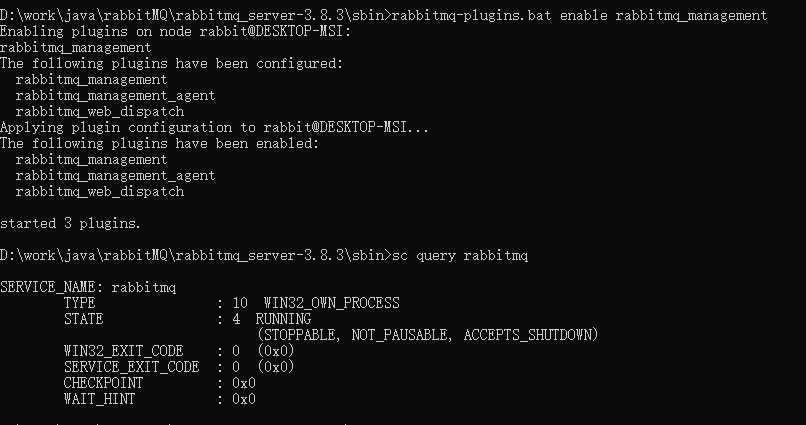 D:\work\java\rabbitMQ\rabbitmq_server-3.8.3\sbin>rabbitmq-plugins.bat enable rabbitmq_management
Enabling plugins on node rabbit@DESKTOP-MSI:
rabbitmq_management
The following plugins have been configured:
  rabbitmq_management
  rabbitmq_management_agent
  rabbitmq_web_dispatch
Applying plugin configuration to rabbit@DESKTOP-MSI...
The following plugins have been enabled:
  rabbitmq_management
  rabbitmq_management_agent
  rabbitmq_web_dispatch

started 3 plugins.

D:\work\java\rabbitMQ\rabbitmq_server-3.8.3\sbin>sc query rabbitmq

SERVICE_NAME: rabbitmq
        TYPE               : 10  WIN32_OWN_PROCESS
        STATE              : 4  RUNNING
                                (STOPPABLE, NOT_PAUSABLE, ACCEPTS_SHUTDOWN)
        WIN32_EXIT_CODE    : 0  (0x0)
        SERVICE_EXIT_CODE  : 0  (0x0)
        CHECKPOINT         : 0x0
        WAIT_HINT          : 0x0